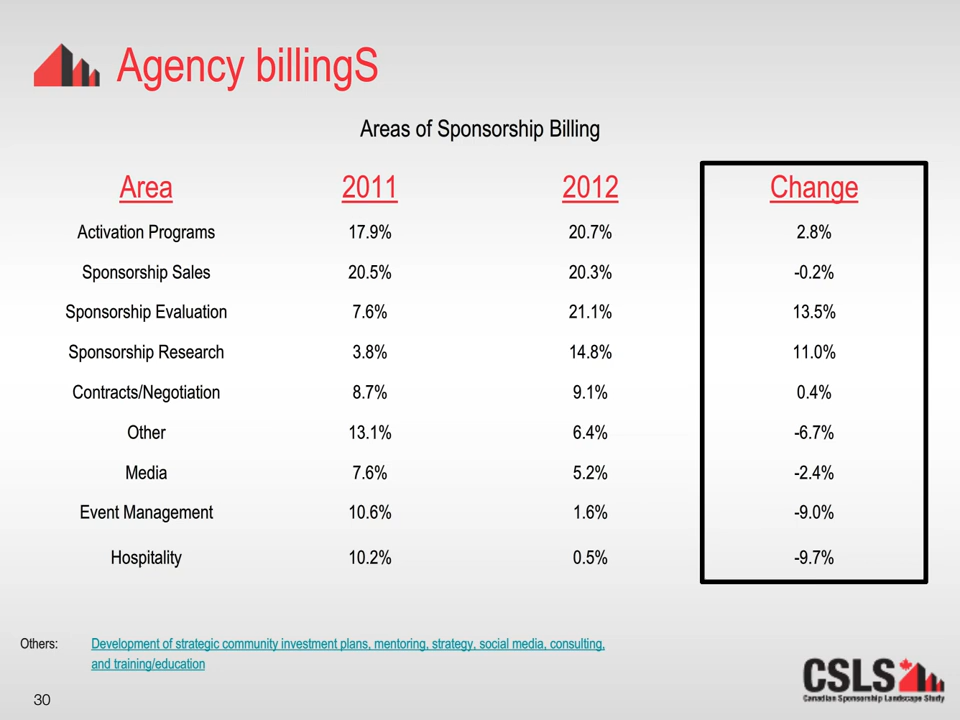 Agency billingS
Areas of Sponsorship Billing
Area 2011 2012 Change
Activation Programs 17.9% 20.7% 2.8%
Sponsorship Sales 20.5% 20.3% -0.2%
Sponsorship Evaluation 7.6% 21.1% 13.5%
Sponsorship Research 3.8% 14.8% 11.0%
Contracts/Negotiation 8.7% 9.1% 0.4%
Other 13.1% 6.4% -6.7%
Media 7.6% 5.2% -2.4%
Event Management 10.6% 1.6% -9.0%
Hospitality 10.2% 0.5% -9.7%
Others: Development of strategic community investment plans, mentoring, strategy, social media, consulting,
and training/education
CSLS
Canadian Sponsorship Landscape Study
30